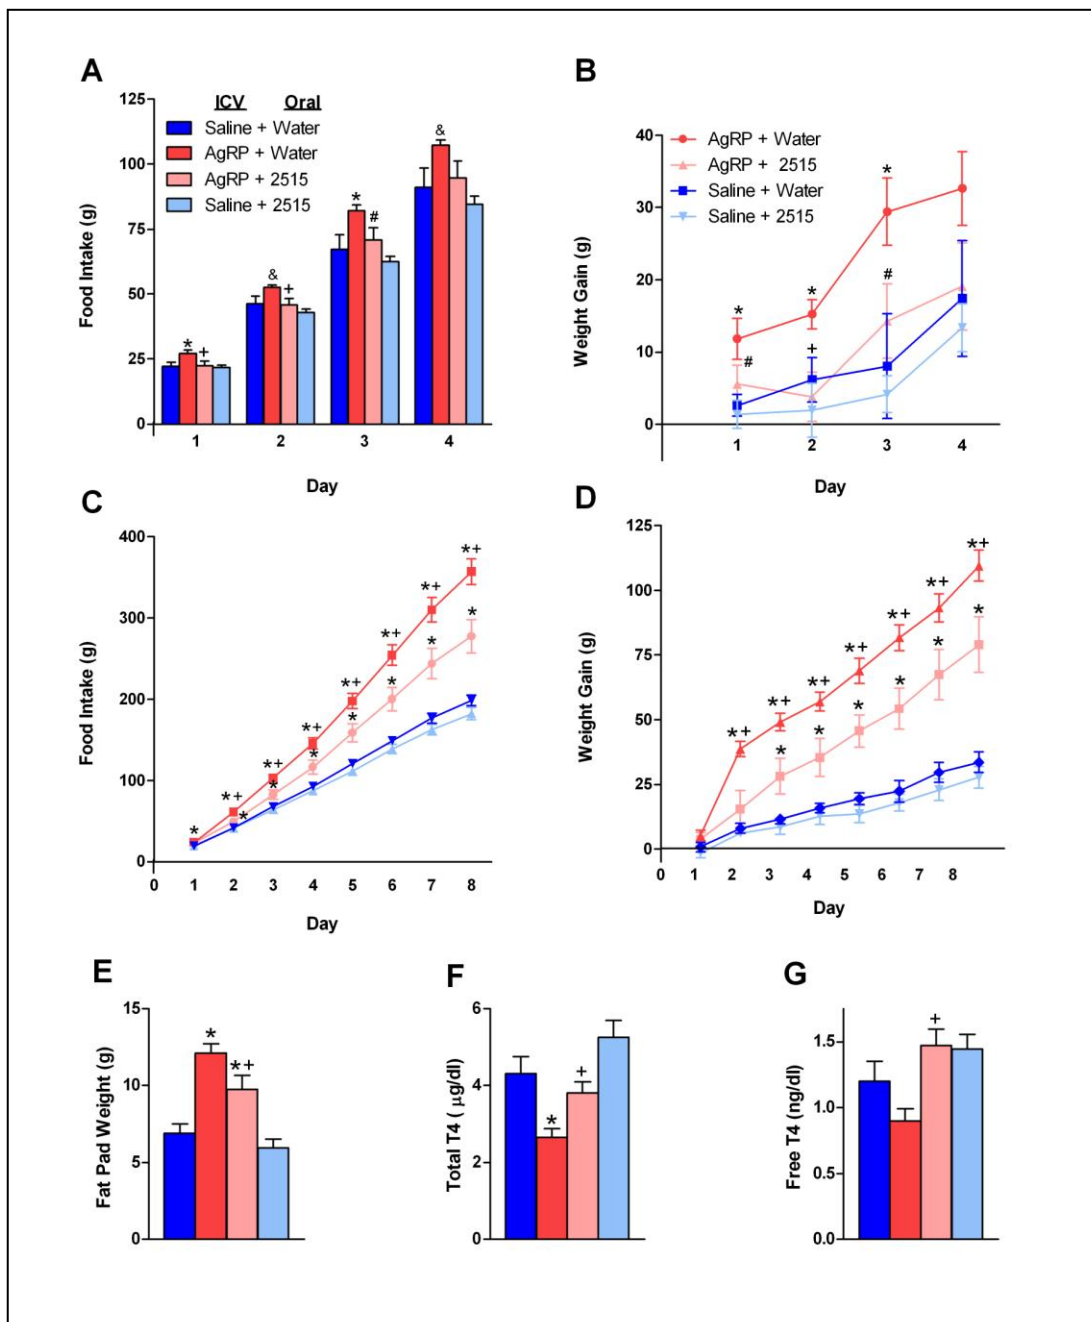 A
ICV Oral
Saline + Water
AgRP + Water
AgRP + 2515
Saline + 2515
Food Intake (g)
125
100
75
50
25
0
* + & + * # &
1 2 3 4
Day
B
AgRP + Water
AgRP + 2515
Saline + Water
Saline + 2515
Weight Gain (g)
40
30
20
10
0
* # * + * #
1 2 3 4
Day
C
Food Intake (g)
400
300
200
100
0
* *+ * *+ * *+ * *+ * *+ * *+ * *+ *
0 1 2 3 4 5 6 7 8
Day
D
Weight Gain (g)
125
100
75
50
25
0
*+ *+ * *+ * *+ * *+ * *+ * *+ *
0 1 2 3 4 5 6 7 8
Day
E
Fat Pad Weight (g)
15
10
5
0
* *+
F
Total T4 ( μg/dl)
6
4
2
0
* +
G
Free T4 (ng/dl)
1.5
1.0
0.5
0.0
+